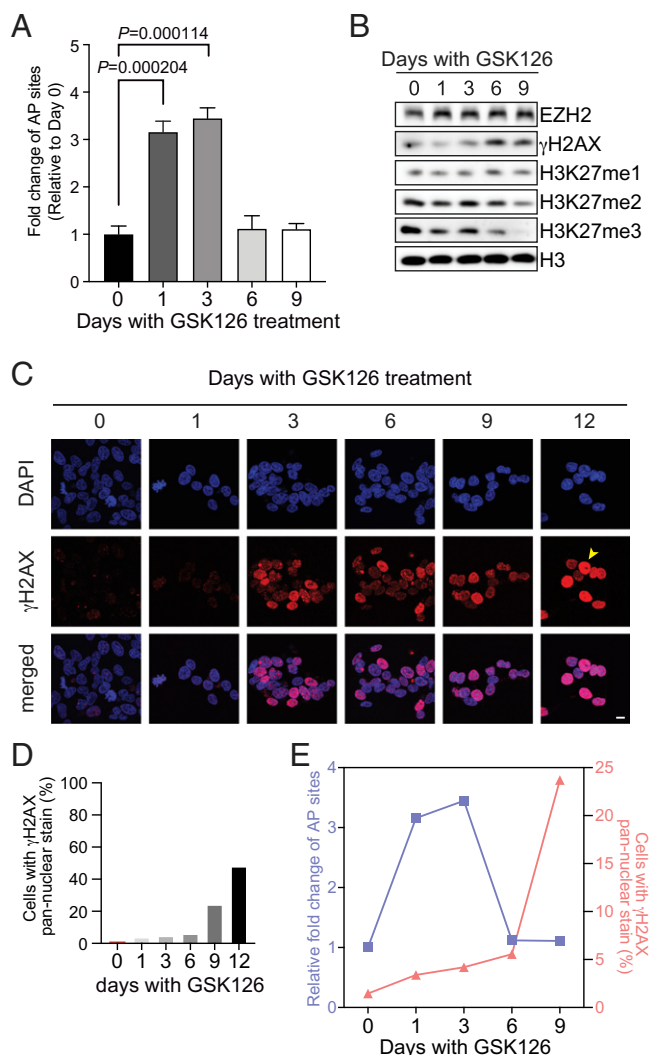 A
P=0.000114
P=0.000204
Fold change of AP sites
(Relative to Day 0)
5
4
3
2
1
0
0 1 3 6 9
Days with GSK126 treatment
B
Days with GSK126
0 1 3 6 9
EZH2
γH2AX
H3K27me1
H3K27me2
H3K27me3
H3
C
Days with GSK126 treatment
0 1 3 6 9 12
DAPI
γH2AX
merged
D
Cells with γH2AX
pan-nuclear stain (%)
100
80
60
40
20
0
0 1 3 6 9 12
days with GSK126
E
Relative fold change of AP sites
4
3
2
1
0
25
20
15
10
5
0
Cells with γH2AX
pan-nuclear stain (%)
0 1 3 6 9
Days with GSK126